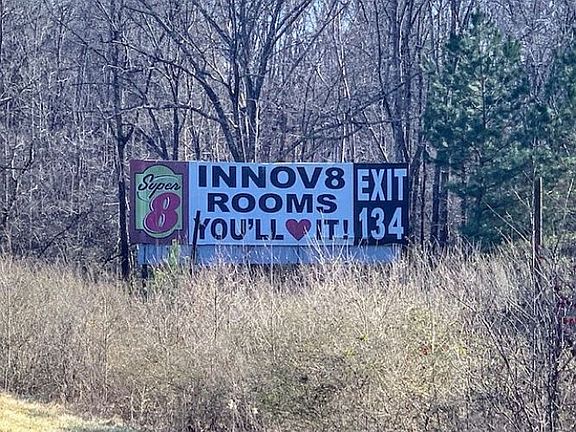 Super
8
INNOV8
ROOMS
YOU'LL ❤ IT!
EXIT
134